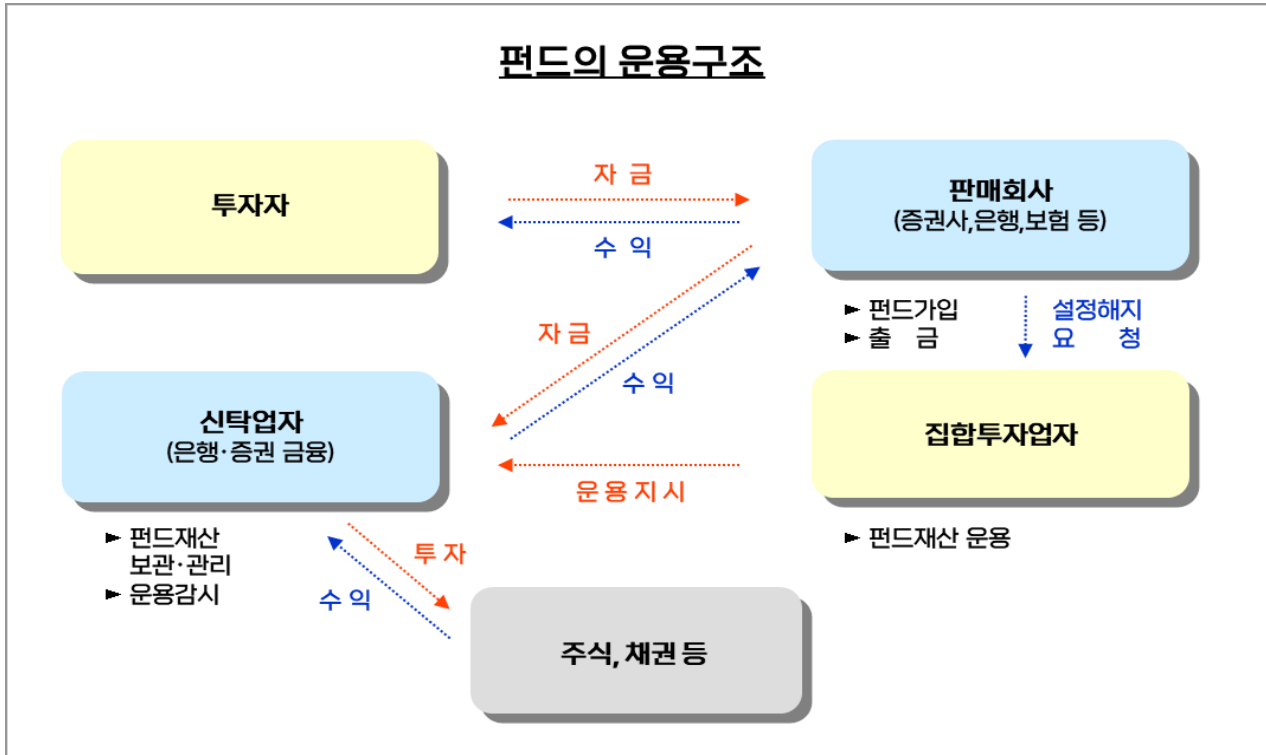 펀드의 운용구조
투자자
자 금
수 익
판매회사
(증권사,은행,보험 등)
► 펀드가입
► 출 금
설정해지
요 청
자 금
수 익
신탁업자
(은행·증권 금융)
집합투자업자
운 용 지 시
► 펀드재산
보관·관리
► 운용감시
► 펀드재산 운용
투 자
수 익
주식, 채권 등